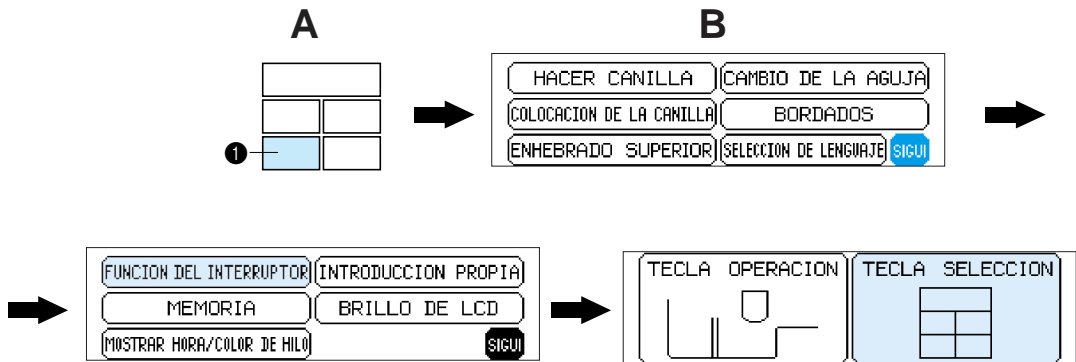 A
B
HACER CANILLA
CAMBIO DE LA AGUJA
COLOCACION DE LA CANILLA
BORDADOS
ENHEBRADO SUPERIOR
SELECCION DE LENGUAJE
SIGUI
1
FUNCION DEL INTERRUPTOR
INTRODUCCION PROPIA
MEMORIA
BRILLO DE LCD
MOSTRAR HORA/COLOR DE HILO
SIGUI
TECLA OPERACION
TECLA SELECCION